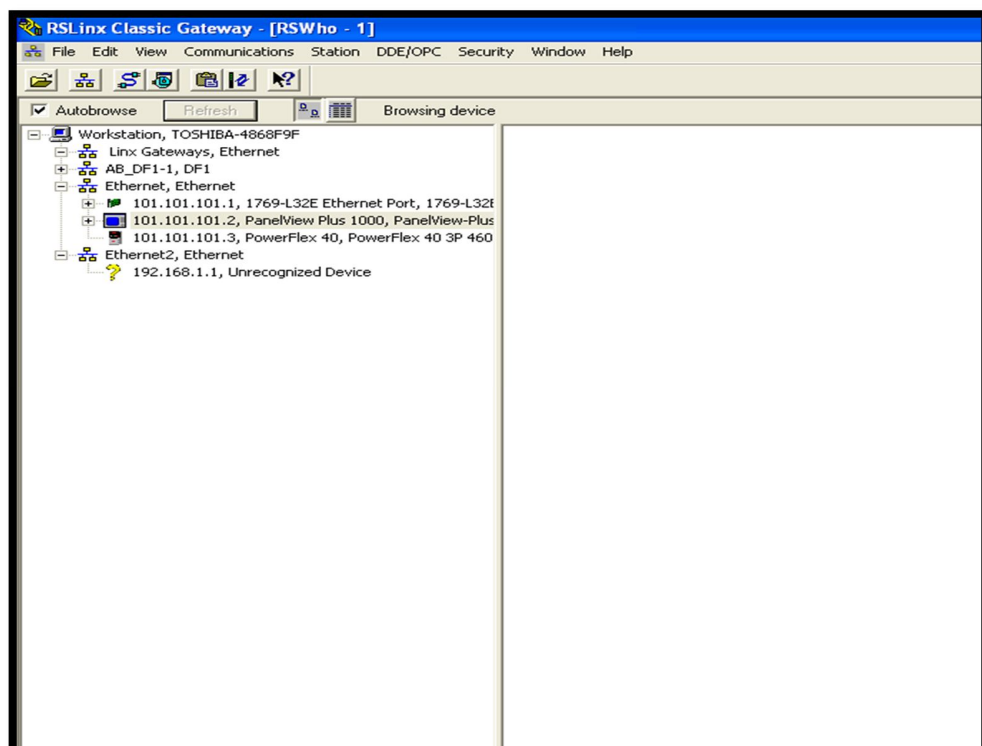 RSLinx Classic Gateway - [RSWho - 1]
File Edit View Communications Station DDE/OPC Security Window Help
Autobrowse Refresh Browsing device
Workstation, TOSHIBA-4868F9F
Linx Gateways, Ethernet
AB_DF1-1, DF1
Ethernet, Ethernet
101.101.101.1, 1769-L32E Ethernet Port, 1769-L32E
101.101.101.2, PanelView Plus 1000, PanelView-Plus
101.101.101.3, PowerFlex 40, PowerFlex 40 3P 460
Ethernet2, Ethernet
192.168.1.1, Unrecognized Device